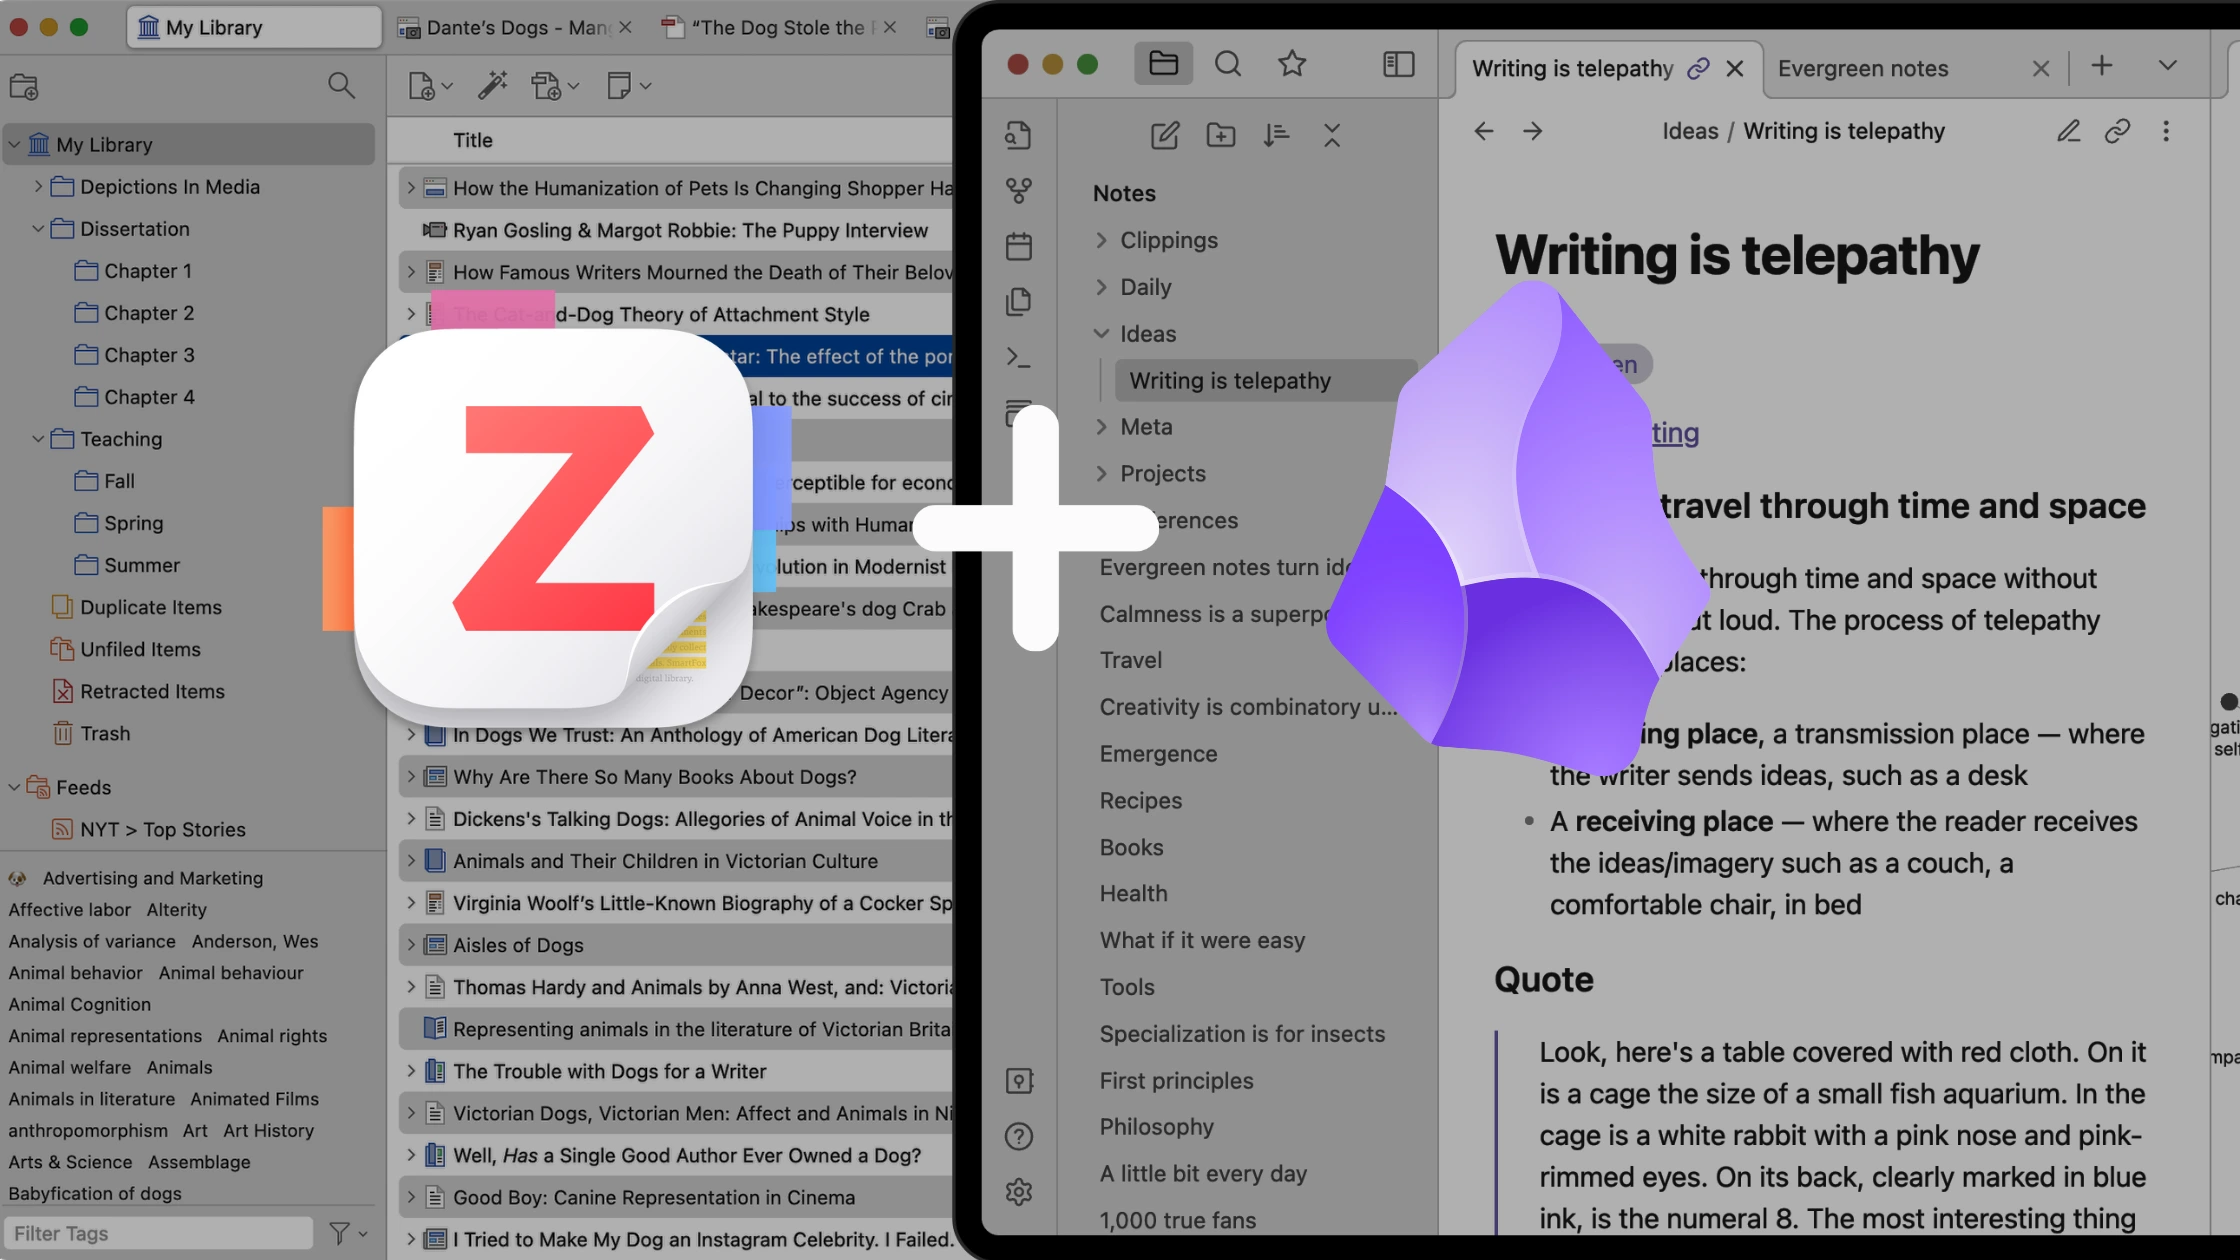 My Library
Dante's Dogs - Man
"The Dog Stole the
My Library
Depictions In Media
Dissertation
Chapter 1
Chapter 2
Chapter 3
Chapter 4
Teaching
Fall
Spring
Summer
Duplicate Items
Unfiled Items
Retracted Items
Trash
Feeds
NYT > Top Stories
Advertising and Marketing
Affective labor Alterity
Analysis of variance Anderson, Wes
Animal behavior Animal behaviour
Animal Cognition
Animal representations Animal rights
Animal welfare Animals
Animals in literature Animated Films
anthropomorphism Art Art History
Arts & Science Assemblage
Babyfication of dogs
Filter Tags
Title
How the Humanization of Pets Is Changing Shopper Ha
Ryan Gosling & Margot Robbie: The Puppy Interview
How Famous Writers Mourned the Death of Their Belov
The Cat-and-Dog Theory of Attachment Style
tar: The effect of the por
al to the success of cin
rceptible for econo
ips with Human
olution in Modernist
akespeare's dog Crab
Decor": Object Agency
In Dogs We Trust: An Anthology of American Dog Litera
Why Are There So Many Books About Dogs?
Dickens's Talking Dogs: Allegories of Animal Voice in th
Animals and Their Children in Victorian Culture
Virginia Woolf's Little-Known Biography of a Cocker Sp
Aisles of Dogs
Thomas Hardy and Animals by Anna West, and: Victoria
Representing animals in the literature of Victorian Brita
The Trouble with Dogs for a Writer
Victorian Dogs, Victorian Men: Affect and Animals in Ni
Well, Has a Single Good Author Ever Owned a Dog?
Good Boy: Canine Representation in Cinema
I Tried to Make My Dog an Instagram Celebrity. I Failed.
Z
digital library.
Notes
Clippings
Daily
Ideas
Writing is telepathy
Meta
Projects
erences
Evergreen notes turn ide
Calmness is a superpo
Travel
Creativity is combinatory u...
Emergence
Recipes
Books
Health
What if it were easy
Tools
Specialization is for insects
First principles
Philosophy
A little bit every day
1,000 true fans
Writing is telepathy
Evergreen notes
Ideas / Writing is telepathy
Writing is telepathy
en
ting
travel through time and space
through time and space without
t loud. The process of telepathy
places:
ing place, a transmission place — where
the writer sends ideas, such as a desk
• A receiving place — where the reader receives
the ideas/imagery such as a couch, a
comfortable chair, in bed
Quote
Look, here's a table covered with red cloth. On it
is a cage the size of a small fish aquarium. In the
cage is a white rabbit with a pink nose and pink-
rimmed eyes. On its back, clearly marked in blue
ink, is the numeral 8. The most interesting thing
gati
self
cha
mpa